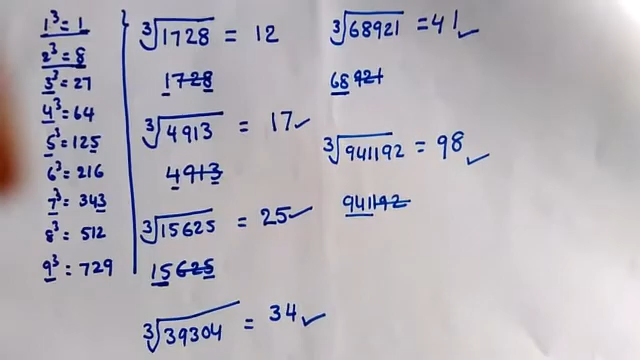 1³ = 1
2³ = 8
3³ = 27
4³ = 64
5³ = 125
6³ = 216
7³ = 343
8³ = 512
9³ = 729
∛1728 = 12
1728
∛4913 = 17 ✓
4913
∛15625 = 25 ✓
15625
∛39304 = 34 ✓
∛68921 = 41 ✓
68921
∛941192 = 98 ✓
941192